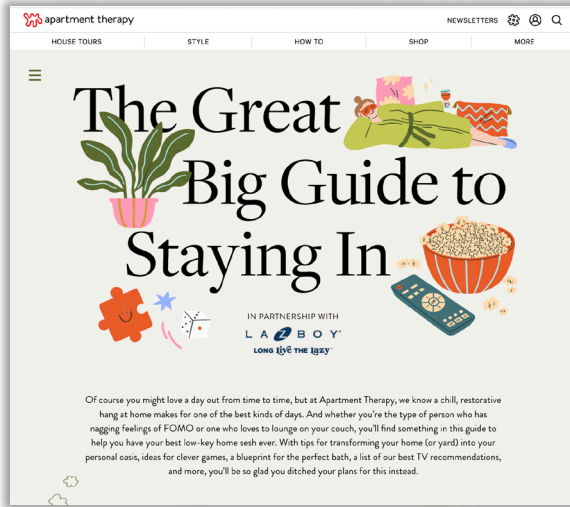 apartment therapy
NEWSLETTERS
HOUSE TOURS STYLE HOW TO SHOP MORE
The Great
Big Guide to
Staying In
IN PARTNERSHIP WITH
LA Z BOY
LONG live THE lazy
Of course you might love a day out from time to time, but at Apartment Therapy, we know a chill, restorative
hang at home makes for one of the best kinds of days. And whether you're the type of person who has
nagging feelings of FOMO or one who loves to lounge on your couch, you'll find something in this guide to
help you have your best low-key home sesh ever. With tips for transforming your home (or yard) into your
personal oasis, ideas for clever games, a blueprint for the perfect bath, a list of our best TV recommendations,
and more, you'll be so glad you ditched your plans for this instead.